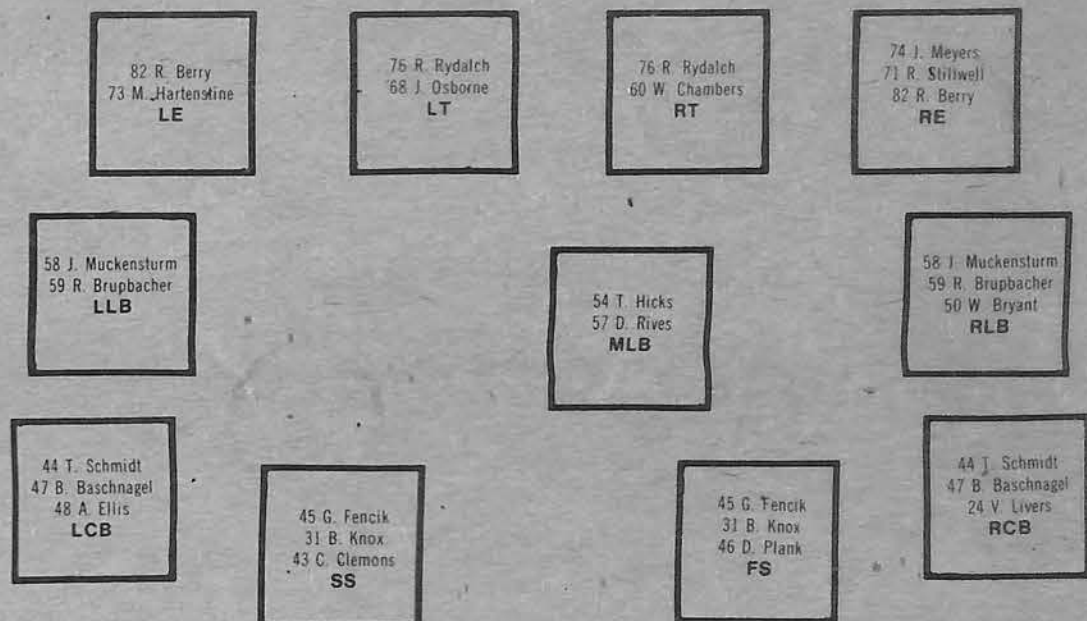 82 R. Berry
73 M. Hartenstine
LE
76 R. Rydalch
68 J. Osborne
LT
76 R. Rydalch
60 W. Chambers
RT
74 J. Meyers
71 R. Stillwell
82 R. Berry
RE
58 J. Muckensturm
59 R. Brupbacher
LLB
54 T. Hicks
57 D. Rives
MLB
58 J. Muckensturm
59 R. Brupbacher
50 W. Bryant
RLB
44 T. Schmidt
47 B. Baschnagel
48 A. Ellis
LCB
45 G. Fencik
31 B. Knox
43 C. Clemons
SS
45 G. Fencik
31 B. Knox
46 D. Plank
FS
44 T. Schmidt
47 B. Baschnagel
24 V. Livers
RCB